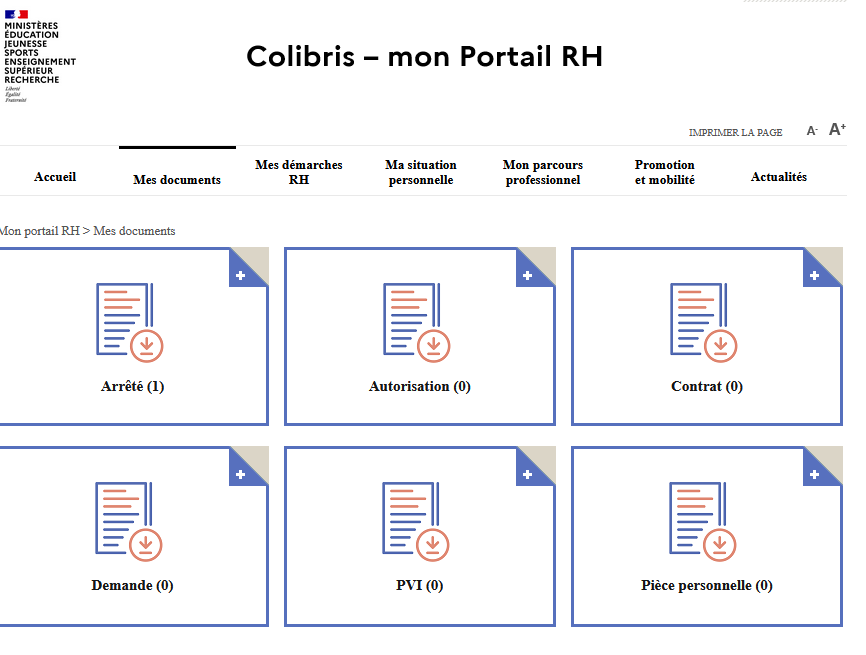 MINISTÈRES
ÉDUCATION
JEUNESSE
SPORTS
ENSEIGNEMENT
SUPÉRIEUR
RECHERCHE
Liberté
Égalité
Fraternité
Colibris – mon Portail RH
IMPRIMER LA PAGE A- A+
Accueil
Mes documents
Mes démarches
RH
Ma situation
personnelle
Mon parcours
professionnel
Promotion
et mobilité
Actualités
Mon portail RH > Mes documents
Arrêté (1)
Autorisation (0)
Contrat (0)
Demande (0)
PVI (0)
Pièce personnelle (0)